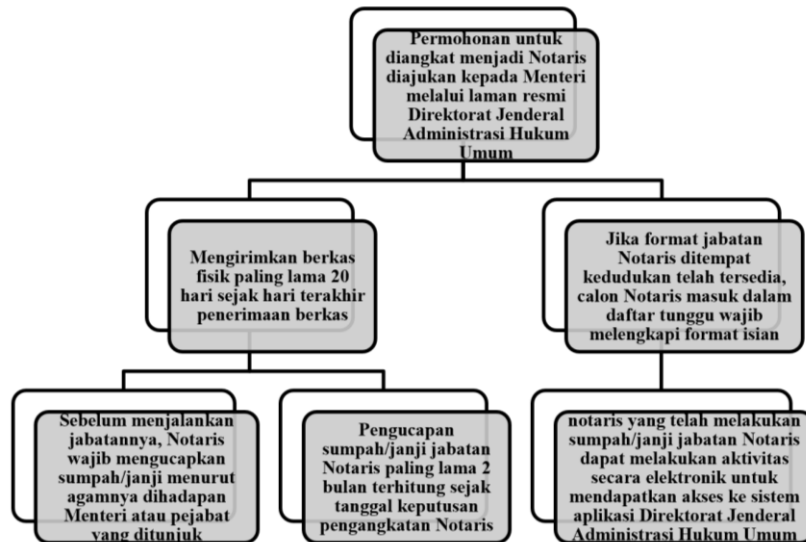 Permohonan untuk
diangkat menjadi Notaris
diajukan kepada Menteri
melalui laman resmi
Direktorat Jenderal
Administrasi Hukum
Umum
Mengirimkan berkas
fisik paling lama 20
hari sejak hari terakhir
penerimaan berkas
Jika format jabatan
Notaris ditempat
kedudukan telah tersedia,
calon Notaris masuk dalam
daftar tunggu wajib
melengkapi format isian
Sebelum menjalankan
jabatannya, Notaris
wajib mengucapkan
sumpah/janji menurut
agamnya dihadapan
Menteri atau pejabat
yang ditunjuk
Pengucapan
sumpah/janji jabatan
Notaris paling lama 2
bulan terhitung sejak
tanggal keputusan
pengangkatan Notaris
notaris yang telah melakukan
sumpah/janji jabatan Notaris
dapat melakukan aktivitas
secara elektronik untuk
mendapatkan akses ke sistem
aplikasi Direktorat Jenderal
Administrasi Hukum Umum